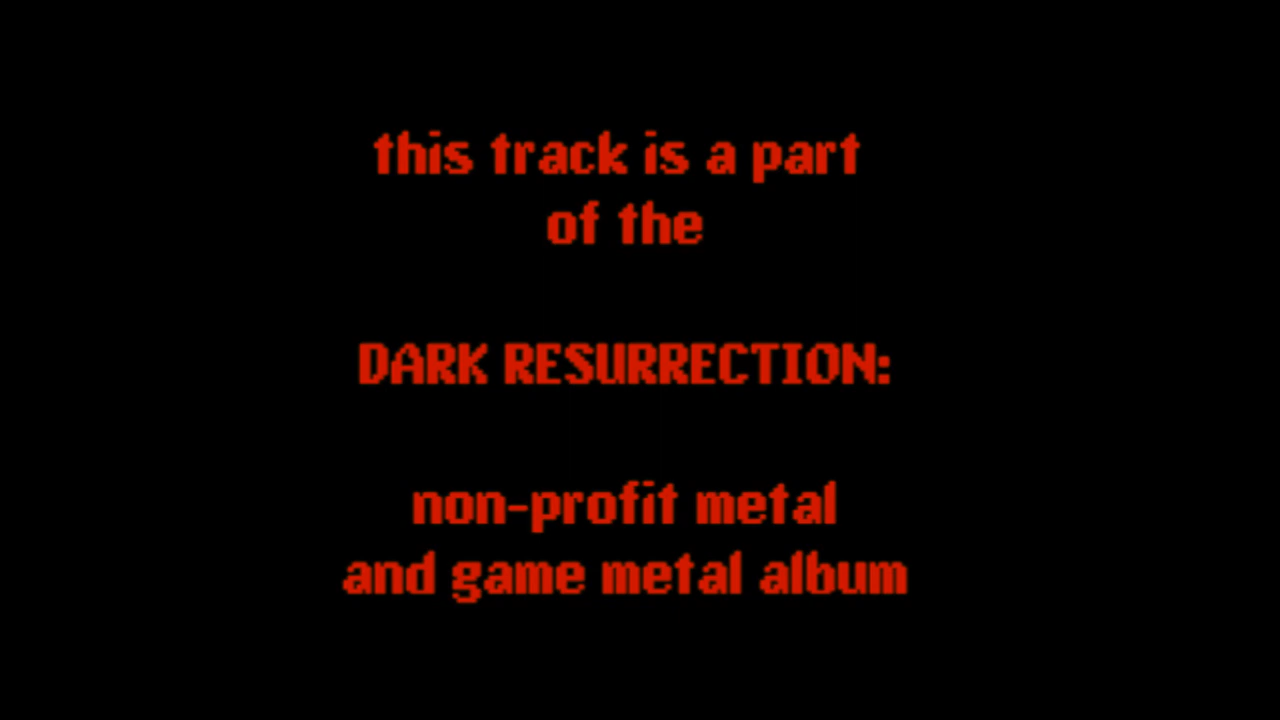 this track is a part
of the
DARK RESURRECTION:
non-profit metal
and game metal album